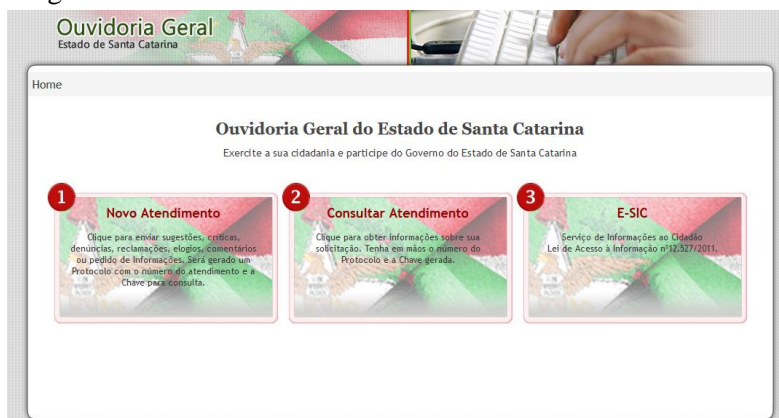 Ouvidoria Geral
Estado de Santa Catarina
Home
Ouvidoria Geral do Estado de Santa Catarina
Exercite a sua cidadania e participe do Governo do Estado de Santa Catarina
1
Novo Atendimento
Clique para enviar sugestões, críticas,
denúncias, reclamações, elogios, comentários
ou pedido de Informações. Será gerado um
Protocolo com o número do atendimento e a
Chave para consulta.
2
Consultar Atendimento
Clique para obter informações sobre sua
solicitação. Tenha em mãos o número do
Protocolo e a Chave gerada.
3
E-SIC
Serviço de Informações ao Cidadão
Lei de Acesso à Informação nº12.527/2011.